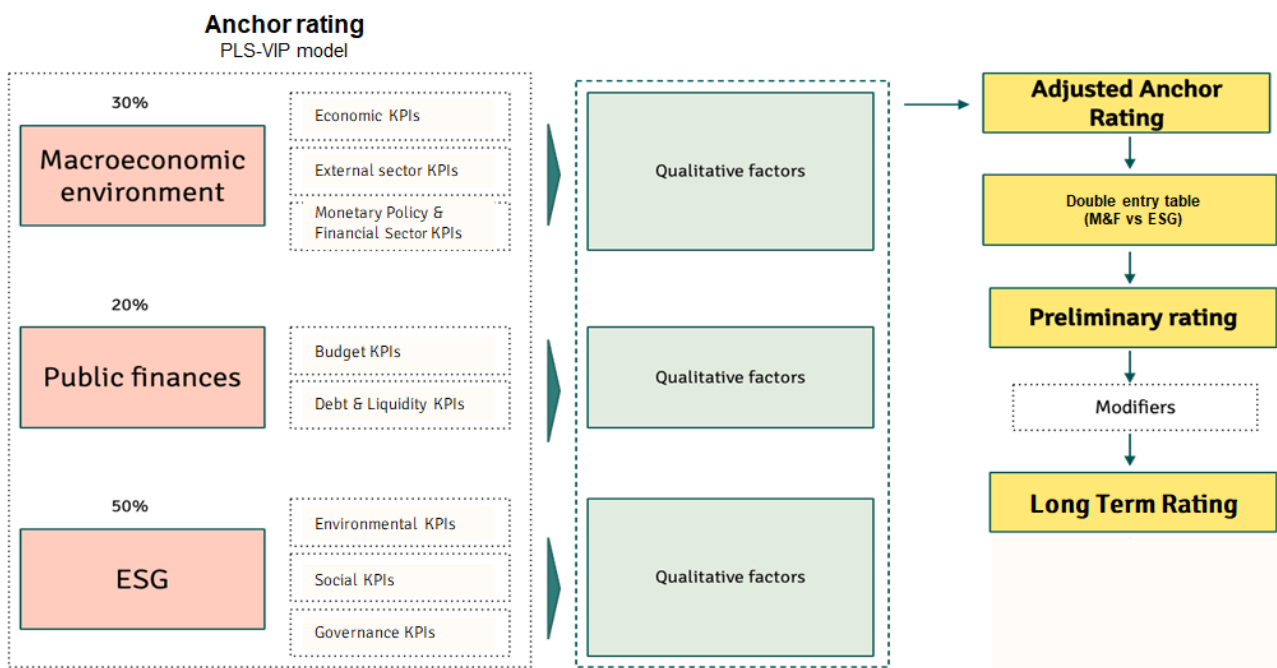 Anchor rating
PLS-VIP model
30%
Macroeconomic
environment
Economic KPIs
External sector KPIs
Monetary Policy &
Financial Sector KPIs
Qualitative factors
20%
Public finances
Budget KPIs
Debt & Liquidity KPIs
Qualitative factors
50%
ESG
Environmental KPIs
Social KPIs
Governance KPIs
Qualitative factors
Adjusted Anchor
Rating
Double entry table
(M&F vs ESG)
Preliminary rating
Modifiers
Long Term Rating